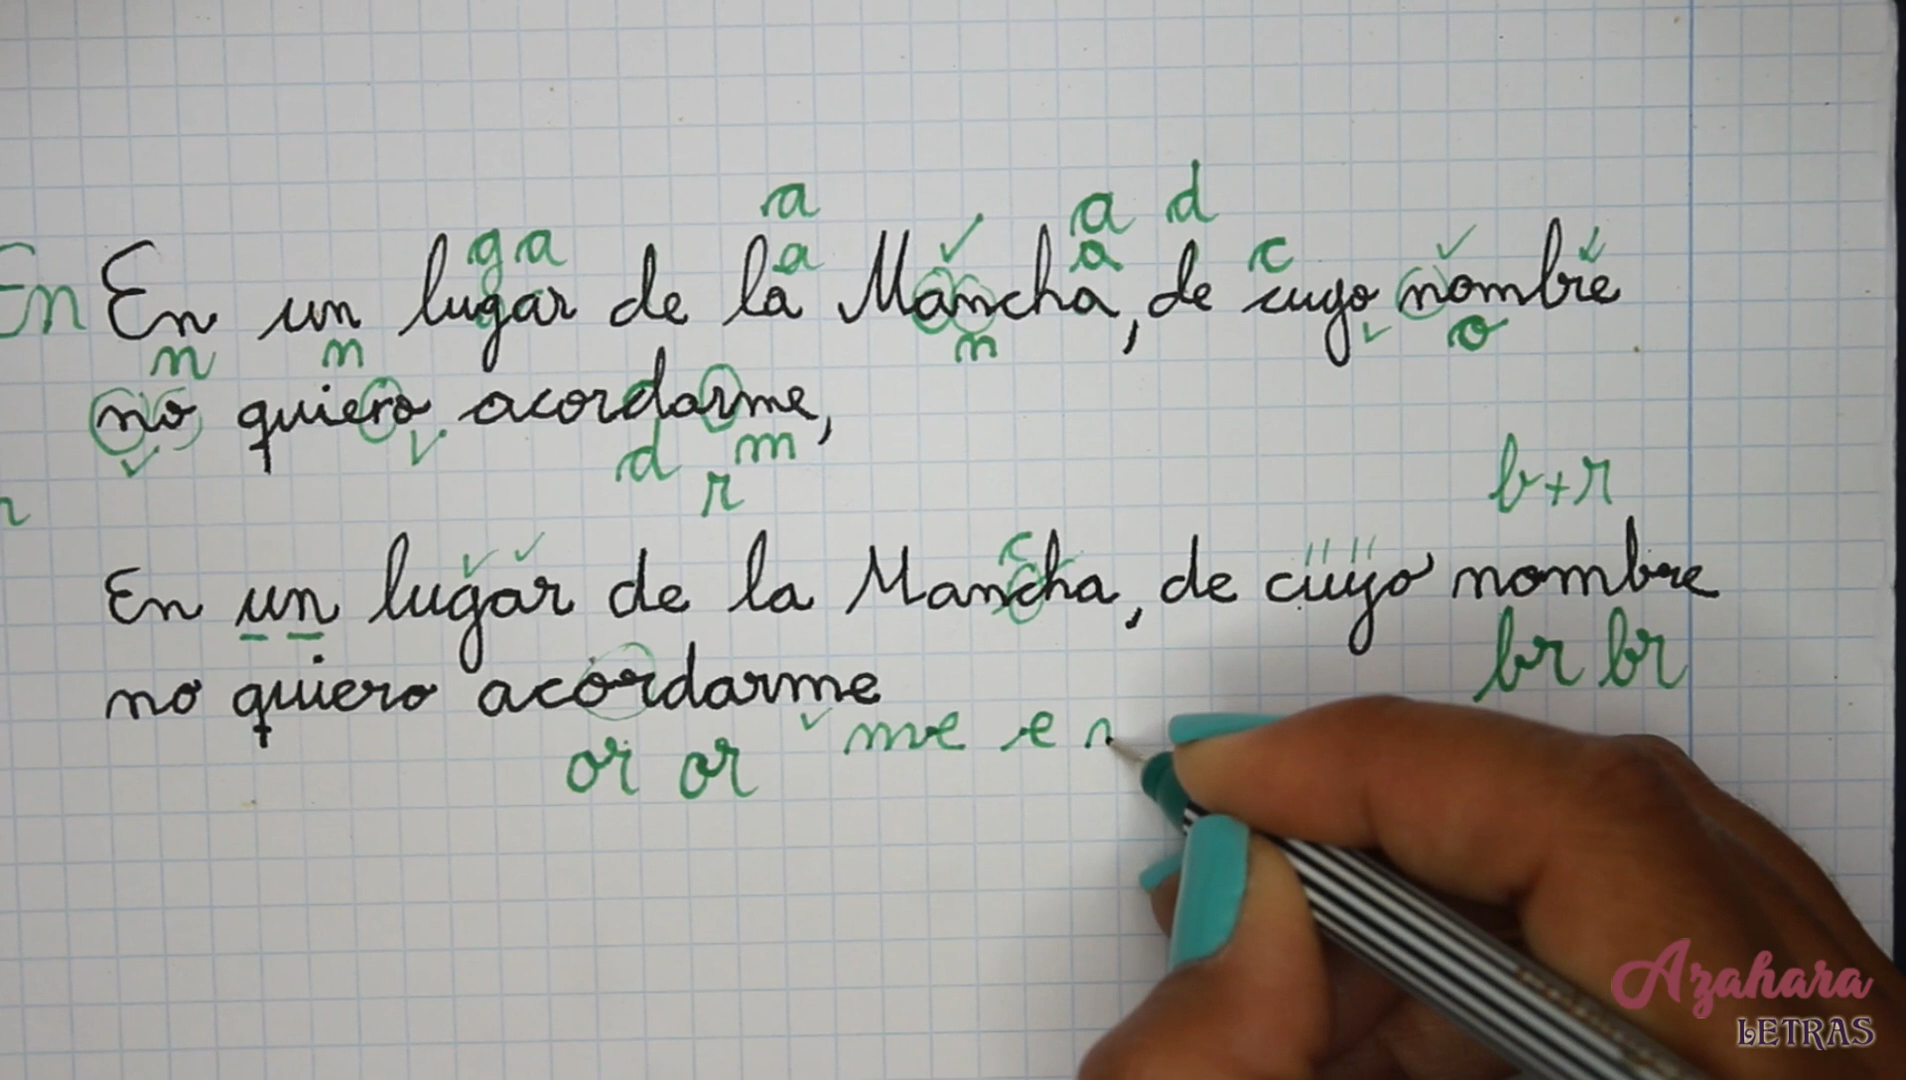 a
a d
g a
En
En un lugar de la Mancha, de cuyo nombre
a a c
n n n o
no quiero acordarme,
d r m
b+r
c
En un lugar de la Mancha, de cuyo nombre
br br
no quiero acordarme
or or me e
Azahara
LETRAS